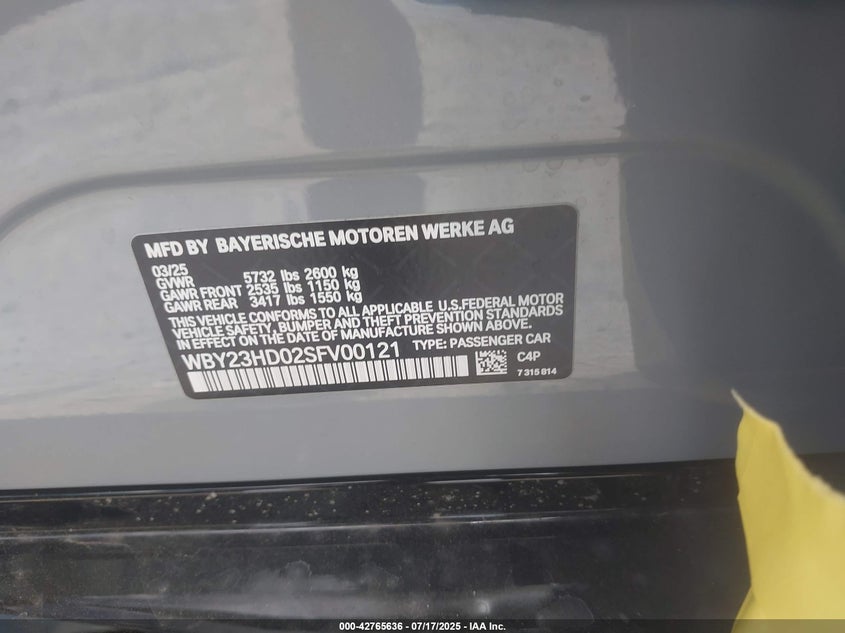 MFD BY BAYERISCHE MOTOREN WERKE AG
03/25
GVWR 5732 lbs 2600 kg
GAWR FRONT 2535 lbs 1150 kg
GAWR REAR 3417 lbs 1550 kg
THIS VEHICLE CONFORMS TO ALL APPLICABLE U.S.FEDERAL MOTOR
VEHICLE SAFETY, BUMPER AND THEFT PREVENTION STANDARDS
IN EFFECT ON THE DATE OF MANUFACTURE SHOWN ABOVE.
WBY23HD02SFV00121 TYPE: PASSENGER CAR
C4P
7 315 814
000-42765636 - 07/17/2025 - IAA Inc.